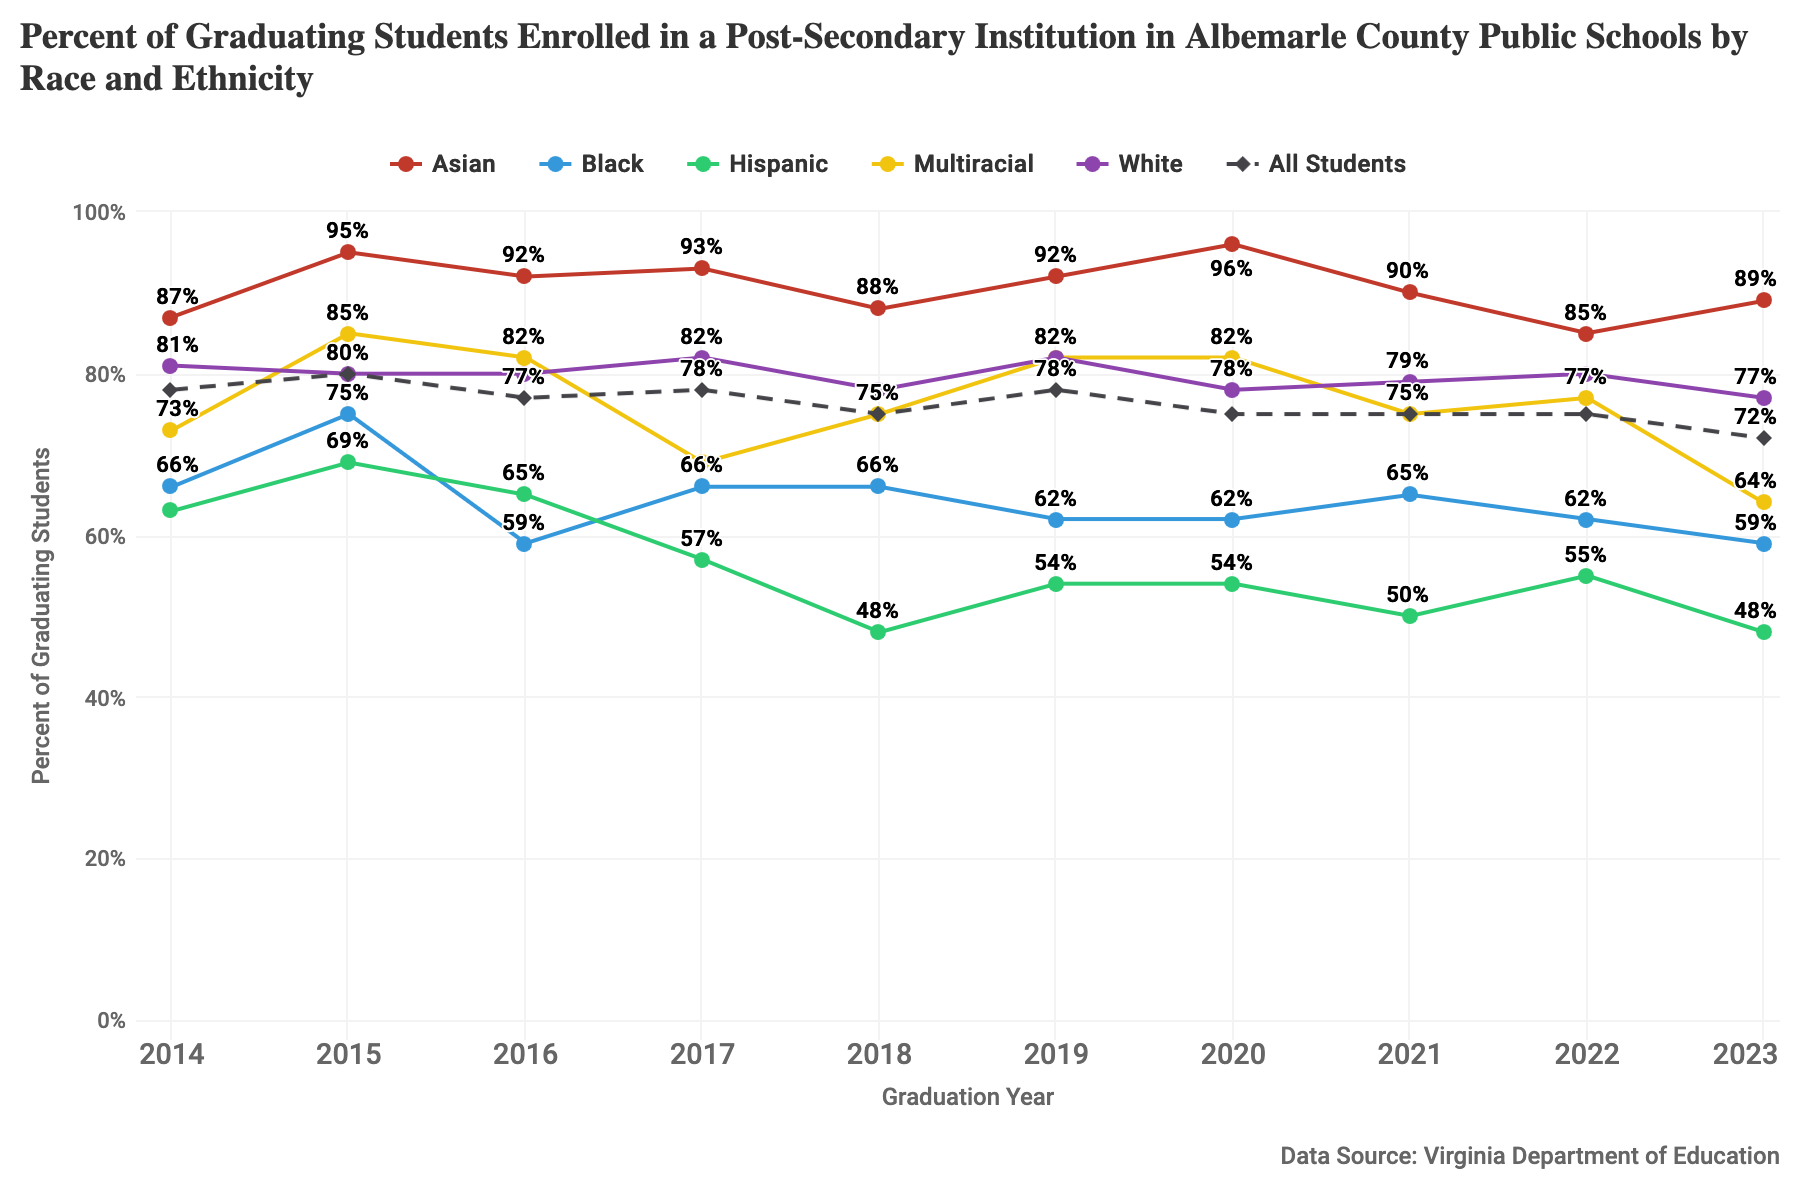 Percent of Graduating Students Enrolled in a Post-Secondary Institution in Albemarle County Public Schools by
Race and Ethnicity
Asian Black Hispanic Multiracial White All Students
100%
80%
60%
40%
20%
0%
Percent of Graduating Students
87% 95% 92% 93% 88% 92% 96% 90% 85% 89%
66% 75% 59% 66% 66% 62% 62% 65% 62% 59%
69% 65% 57% 48% 54% 54% 50% 55% 48%
73% 85% 82% 75% 82% 82% 75% 77% 64%
81% 80% 82% 78% 79% 77%
77% 78% 78% 72%
2014 2015 2016 2017 2018 2019 2020 2021 2022 2023
Graduation Year
Data Source: Virginia Department of Education